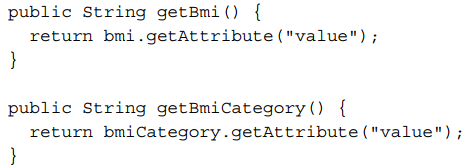 public String getBmi() {
  return bmi.getAttribute("value");
}

public String getBmiCategory() {
  return bmiCategory.getAttribute("value");
}